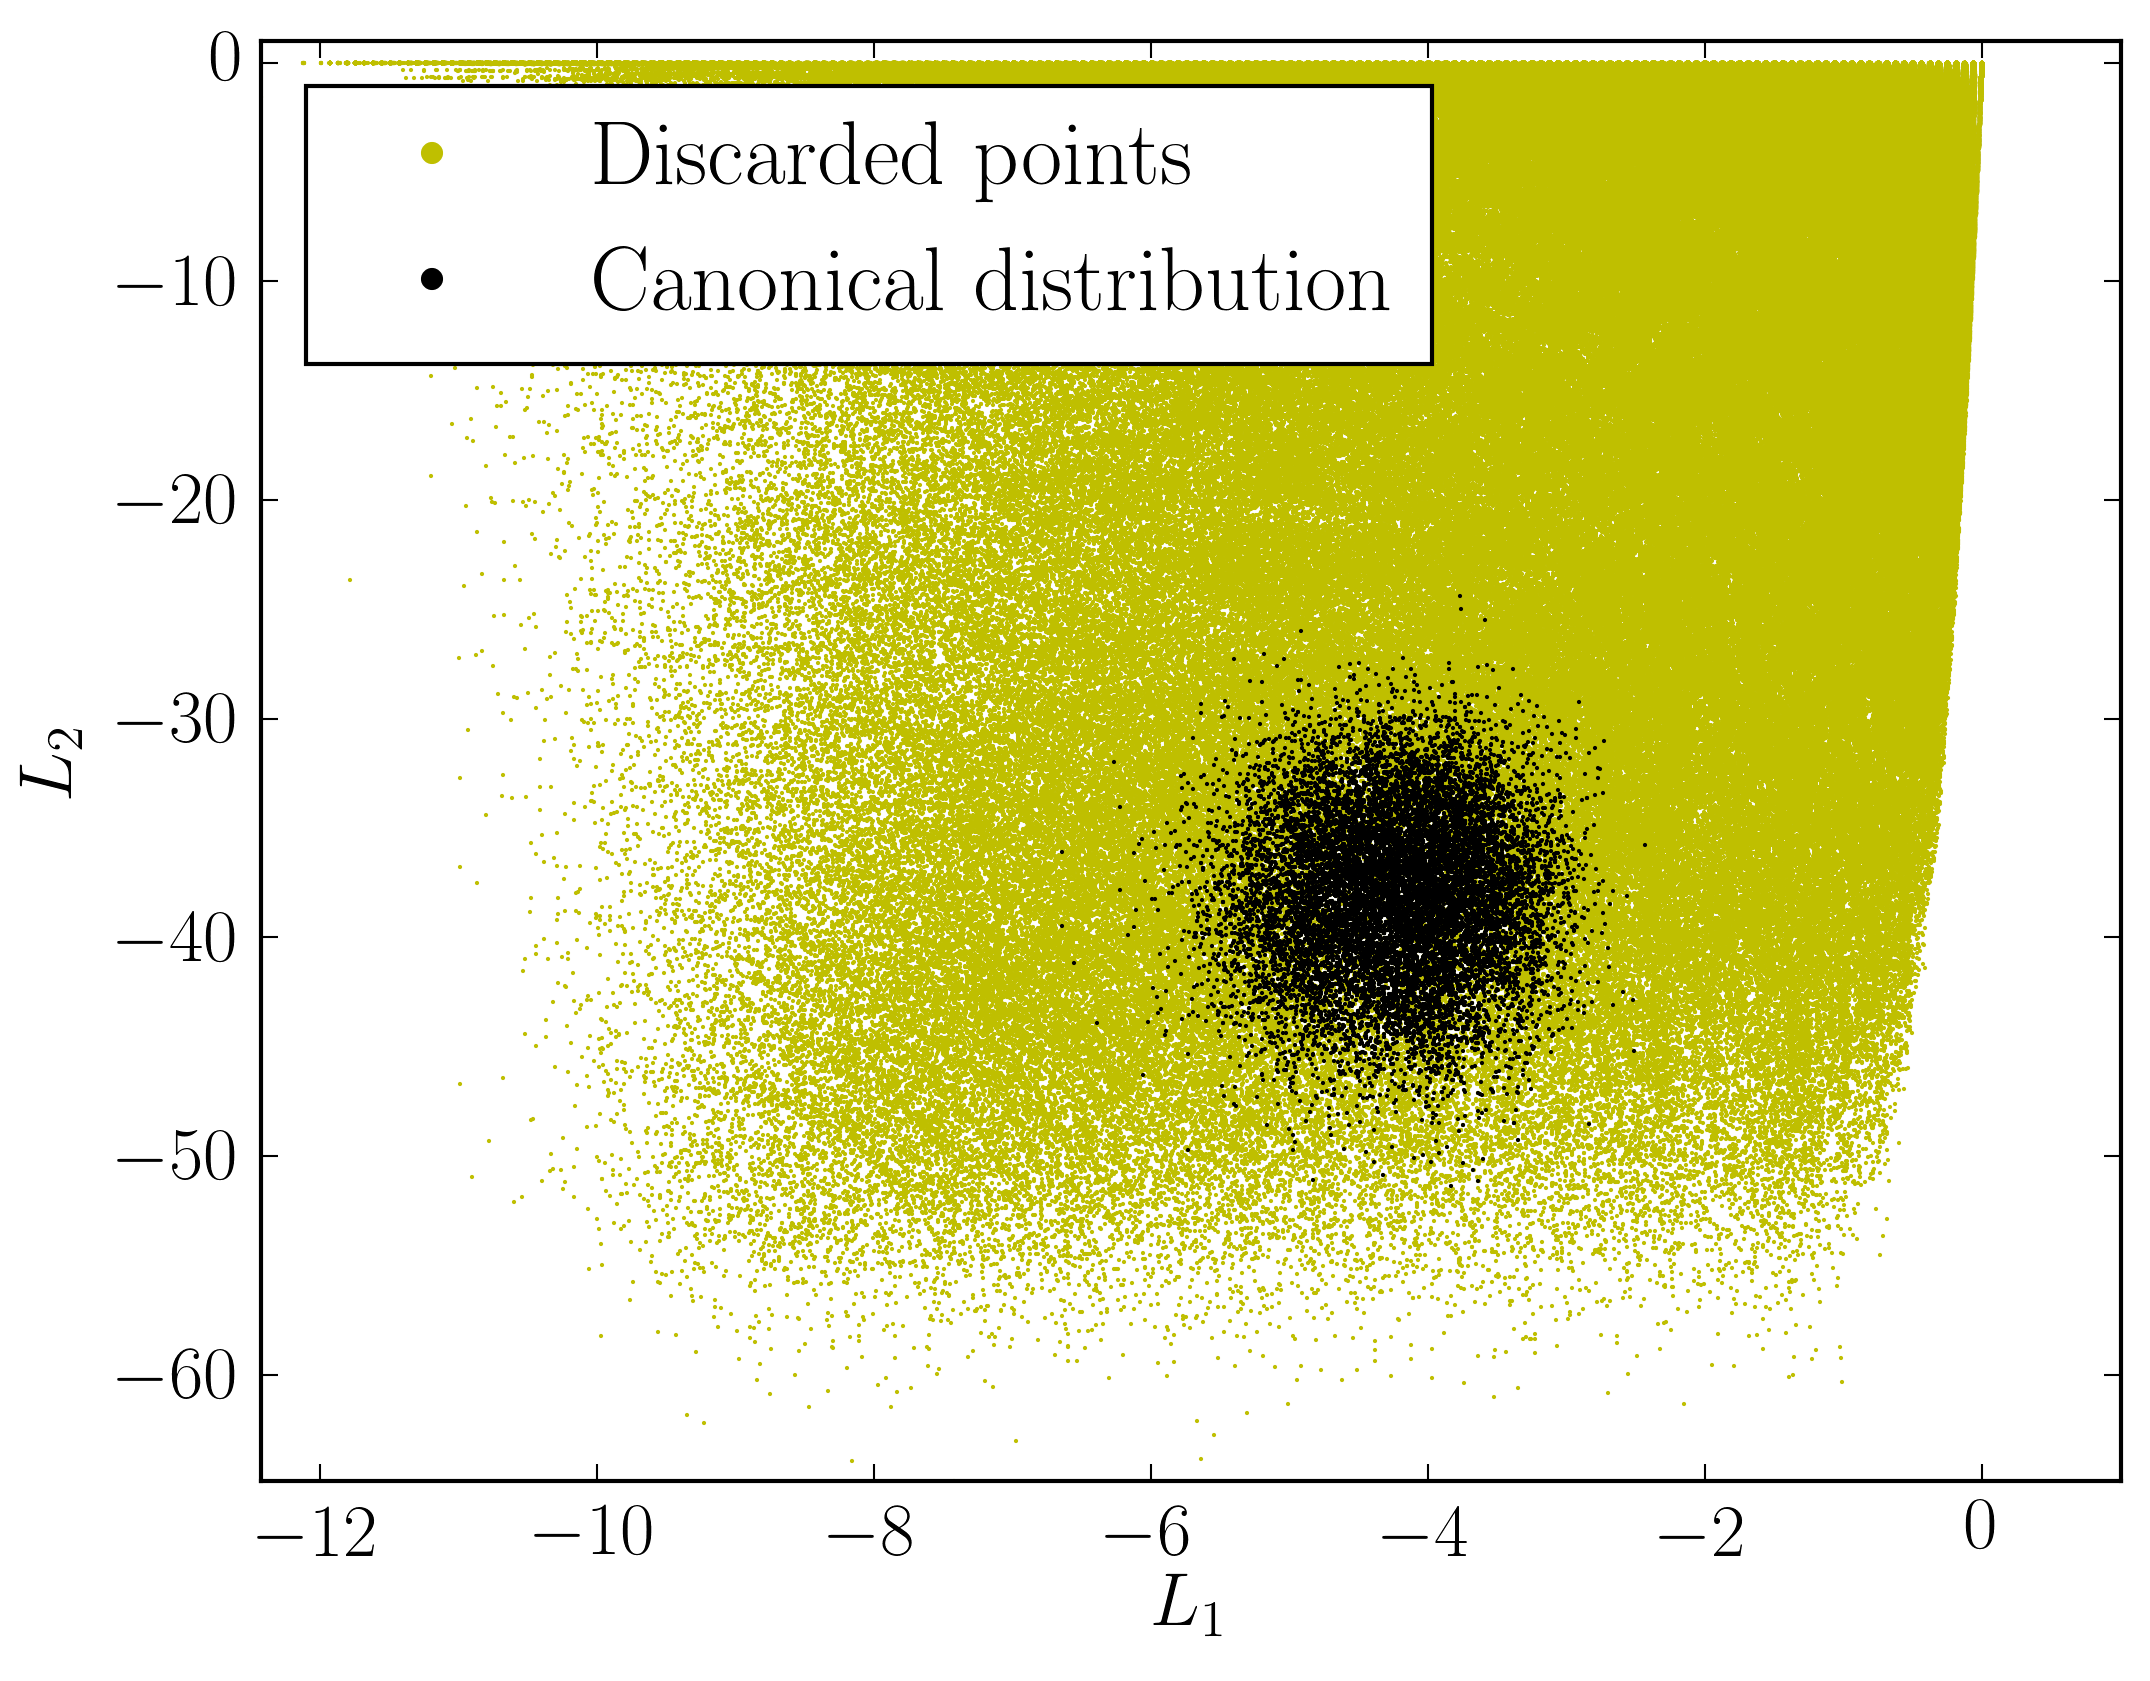 0
−10
−20
−30
−40
−50
−60
L₂
Discarded points
Canonical distribution
−12 −10 −8 −6 −4 −2 0
L₁